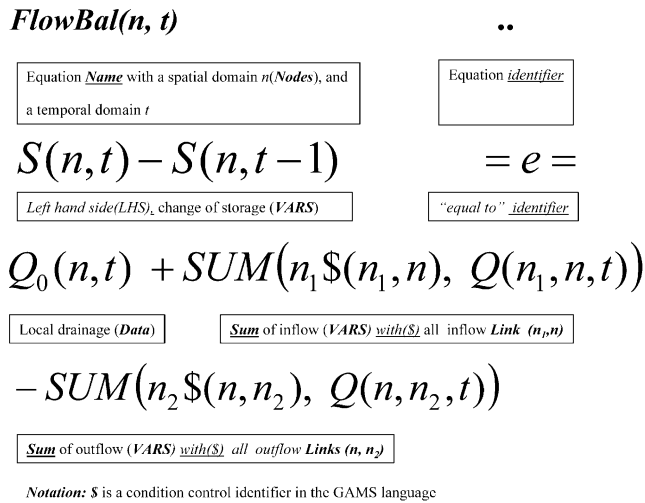 FlowBal(n, t) ..
Equation Name with a spatial domain n(Nodes), and
a temporal domain t
Equation identifier
S(n,t) − S(n,t−1) = e =
Left hand side(LHS), change of storage (VARS)
“equal to” identifier
Q₀(n,t) + SUM(n₁$(n₁,n), Q(n₁,n,t))
Local drainage (Data)
Sum of inflow (VARS) with($) all inflow Link (n₁,n)
− SUM(n₂$(n,n₂), Q(n,n₂,t))
Sum of outflow (VARS) with($) all outflow Links (n, n₂)
Notation: $ is a condition control identifier in the GAMS language